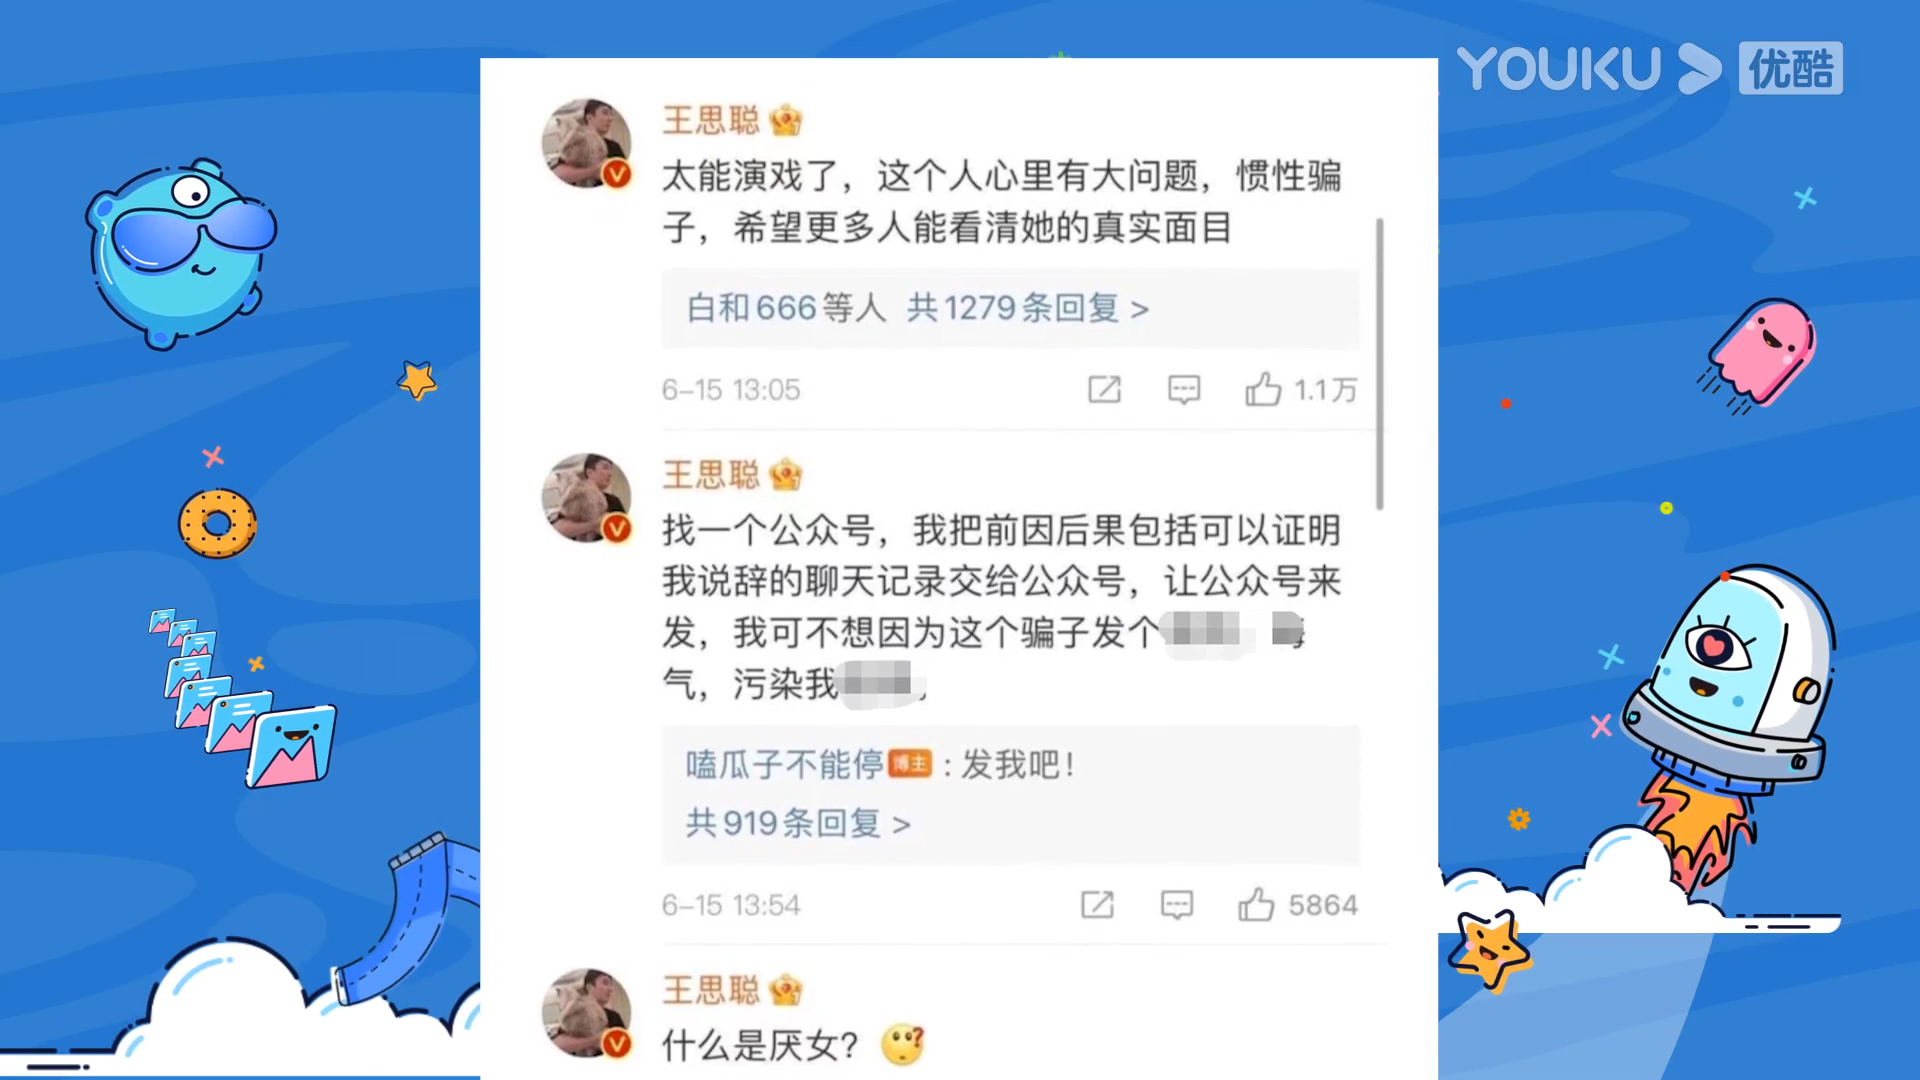 YOUKU 优酷
王思聪
太能演戏了，这个人心里有大问题，惯性骗
子，希望更多人能看清她的真实面目
白和666等人 共1279条回复 >
6-15 13:05
1.1万
王思聪
找一个公众号，我把前因后果包括可以证明
我说辞的聊天记录交给公众号，让公众号来
发，我可不想因为这个骗子发个
气，污染我
嗑瓜子不能停 博主：发我吧！
共919条回复 >
6-15 13:54
5864
王思聪
什么是厌女？